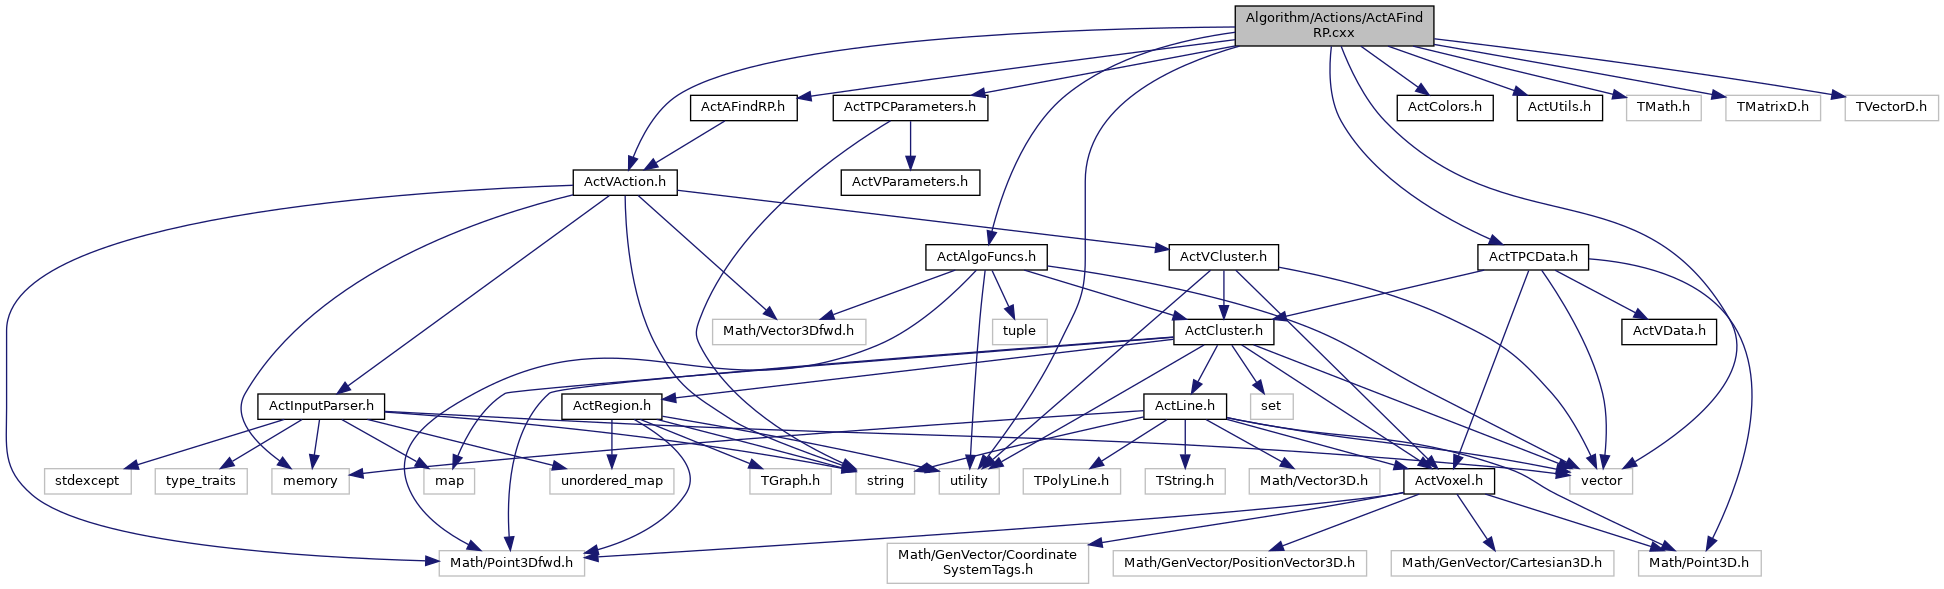 Algorithm/Actions/ActAFind
RP.cxx
ActAFindRP.h
ActTPCParameters.h
ActColors.h
ActUtils.h
TMath.h
TMatrixD.h
TVectorD.h
ActVAction.h
ActVParameters.h
ActAlgoFuncs.h
ActVCluster.h
ActTPCData.h
Math/Vector3Dfwd.h
tuple
ActCluster.h
ActVData.h
ActInputParser.h
ActRegion.h
ActLine.h
set
stdexcept
type_traits
memory
map
unordered_map
TGraph.h
string
utility
TPolyLine.h
TString.h
Math/Vector3D.h
ActVoxel.h
vector
Math/Point3Dfwd.h
Math/GenVector/Coordinate
SystemTags.h
Math/GenVector/PositionVector3D.h
Math/GenVector/Cartesian3D.h
Math/Point3D.h